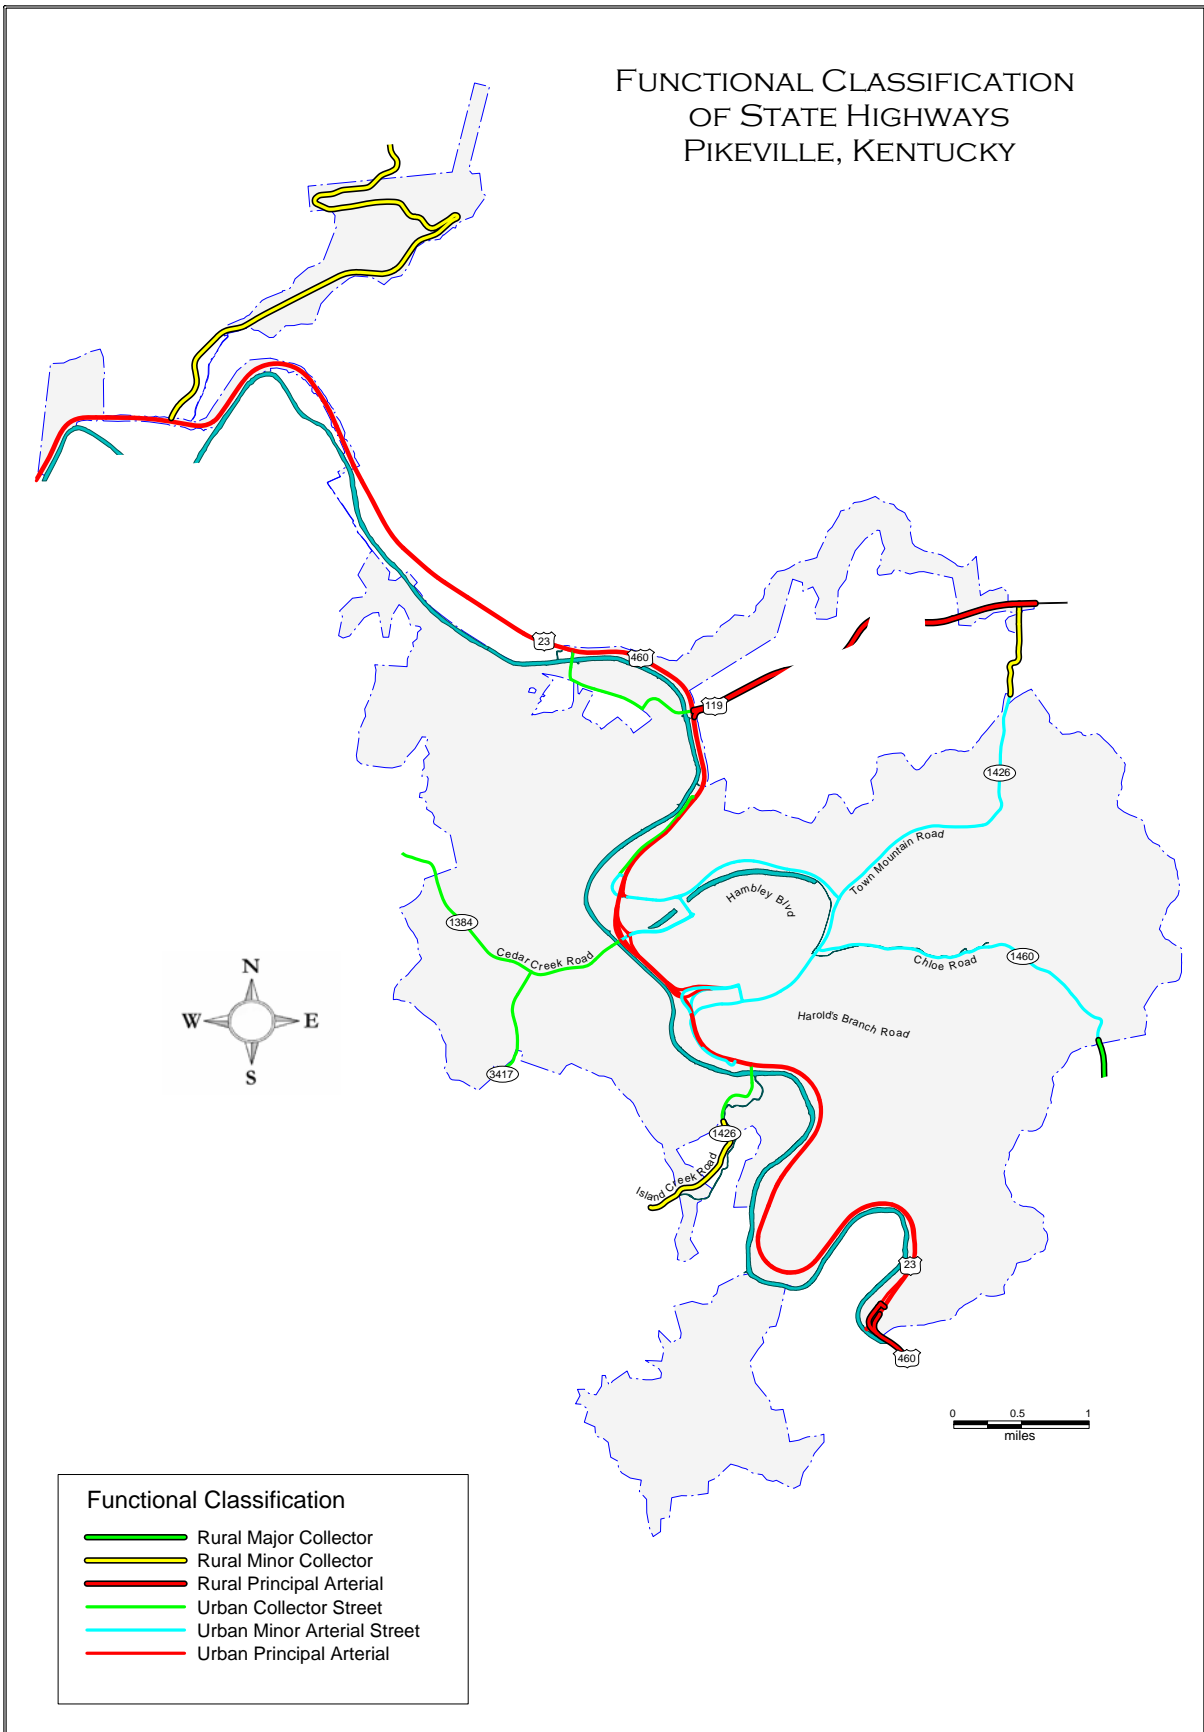 FUNCTIONAL CLASSIFICATION
OF STATE HIGHWAYS
PIKEVILLE, KENTUCKY
23
460
119
1426
Town Mountain Road
Hambley Blvd
1384
Cedar Creek Road
Chloe Road
1460
N
W
E
S
Harold's Branch Road
3417
1426
Island Creek Road
23
460
0
0.5
1
miles
Functional Classification
Rural Major Collector
Rural Minor Collector
Rural Principal Arterial
Urban Collector Street
Urban Minor Arterial Street
Urban Principal Arterial